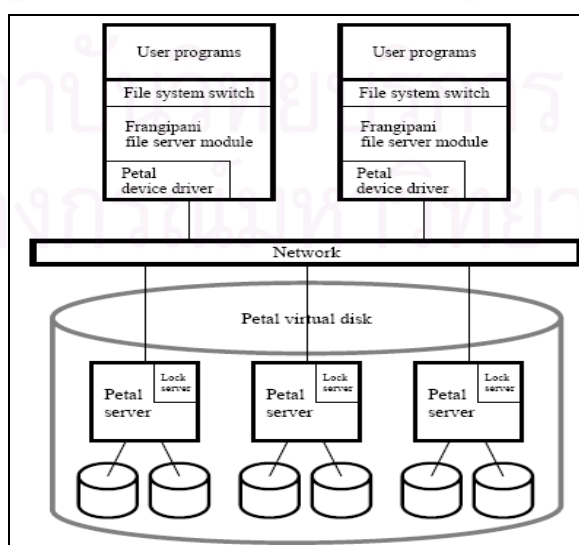 User programs
File system switch
Frangipani
file server module
Petal
device driver
User programs
File system switch
Frangipani
file server module
Petal
device driver
Network
Petal virtual disk
Petal
server
Lock
server
Petal
server
Lock
server
Petal
server
Lock
server